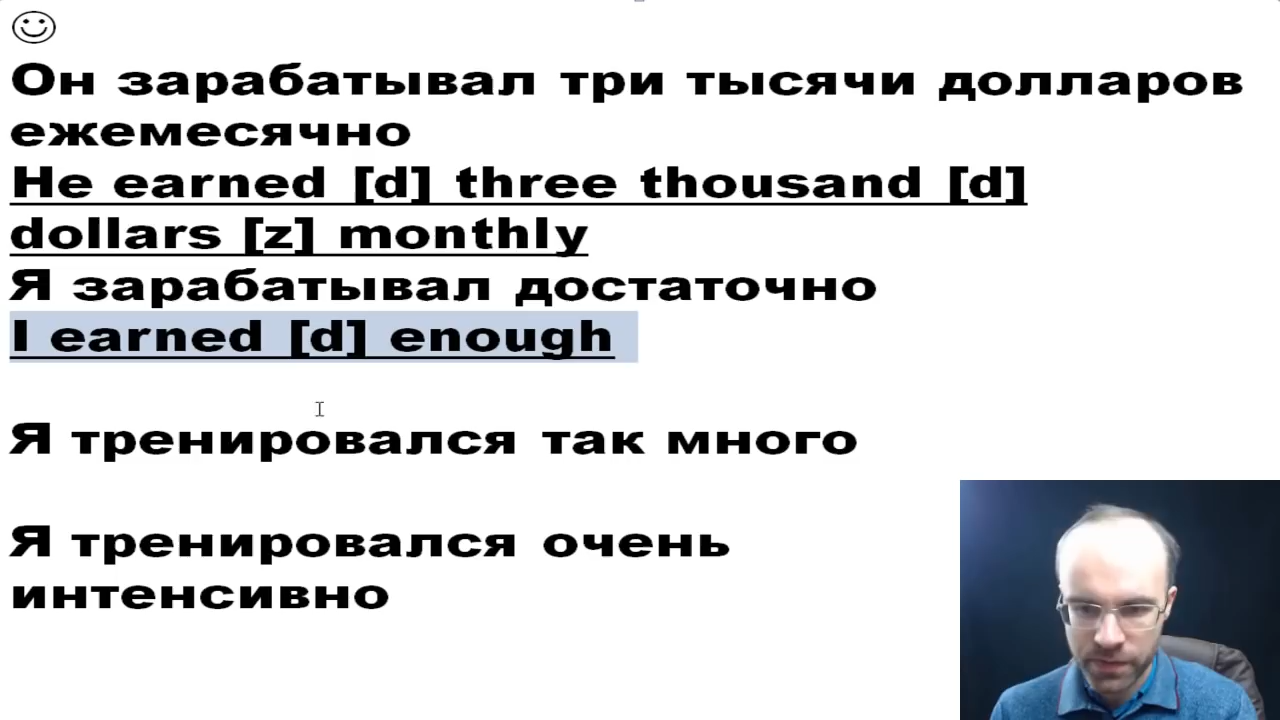 Он зарабатывал три тысячи долларов
ежемесячно
He earned [d] three thousand [d]
dollars [z] monthly
Я зарабатывал достаточно
I earned [d] enough
Я тренировался так много
Я тренировался очень
интенсивно